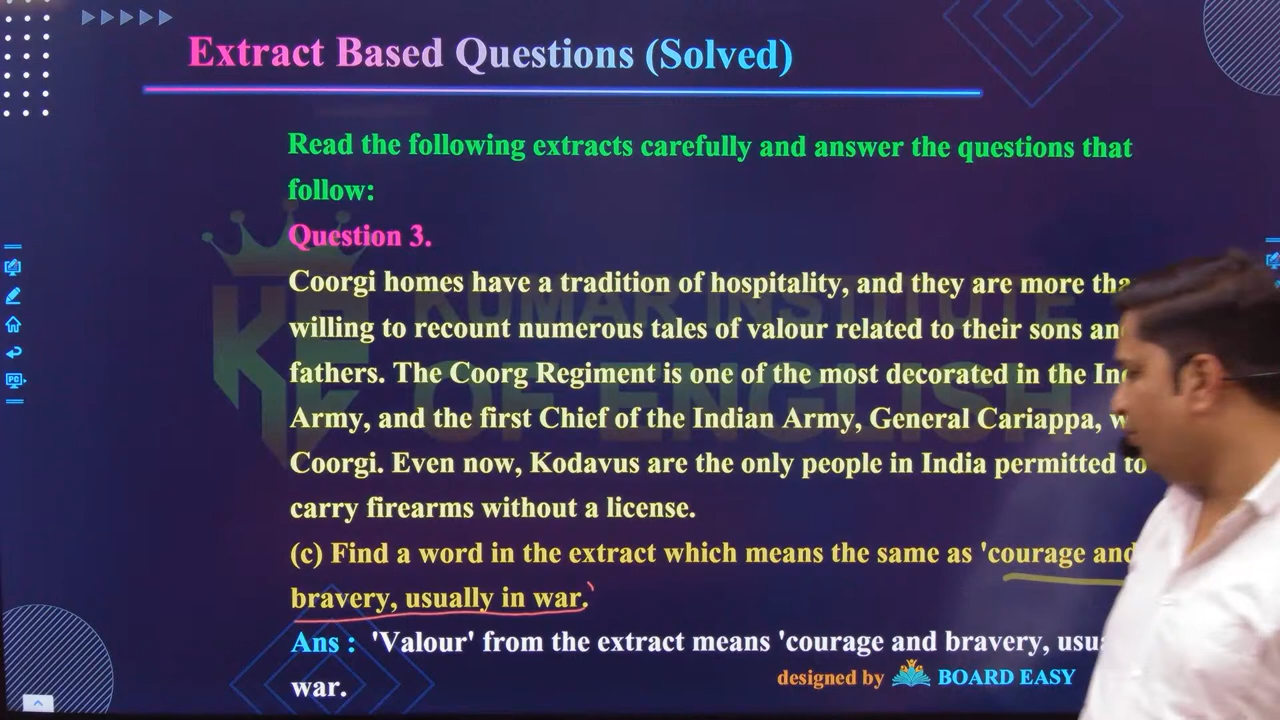 Extract Based Questions (Solved)
Read the following extracts carefully and answer the questions that
follow:
Question 3.
Coorgi homes have a tradition of hospitality, and they are more
willing to recount numerous tales of valour related to their sons
fathers. The Coorg Regiment is one of the most decorated in the
Army, and the first Chief of the Indian Army, General Cariappa,
Coorgi. Even now, Kodavus are the only people in India permitted to
carry firearms without a license.
(c) Find a word in the extract which means the same as 'courage and
bravery, usually in war.'
Ans : 'Valour' from the extract means 'courage and bravery,
war.
designed by BOARD EASY
KUMAR INSTITUTE
OF ENGLISH
PC